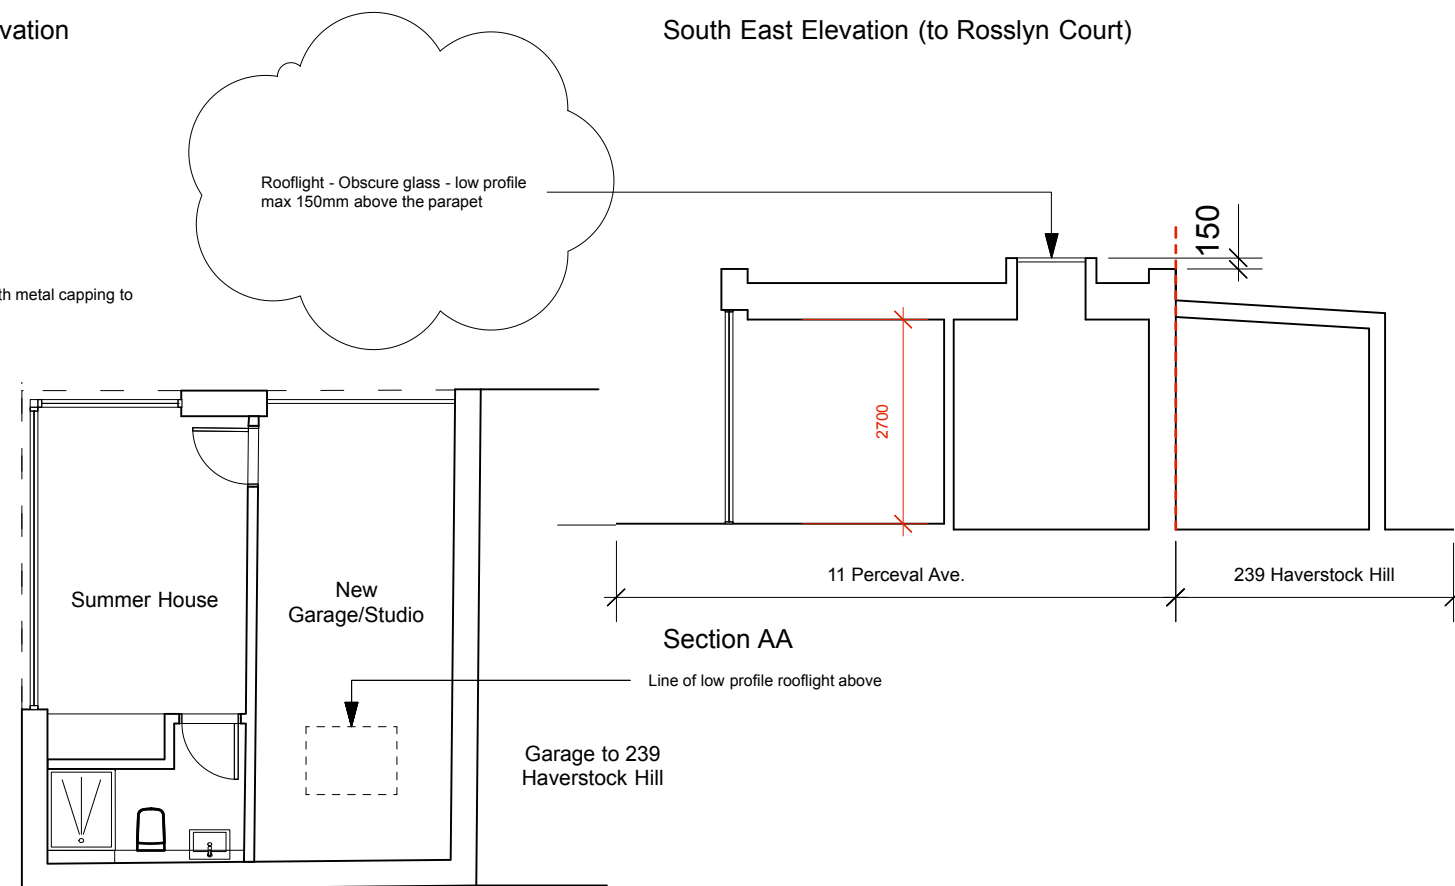 vation
South East Elevation (to Rosslyn Court)
Rooflight - Obscure glass - low profile
max 150mm above the parapet
150
th metal capping to
2700
11 Perceval Ave.
239 Haverstock Hill
Summer House
New
Garage/Studio
Section AA
Line of low profile rooflight above
Garage to 239
Haverstock Hill